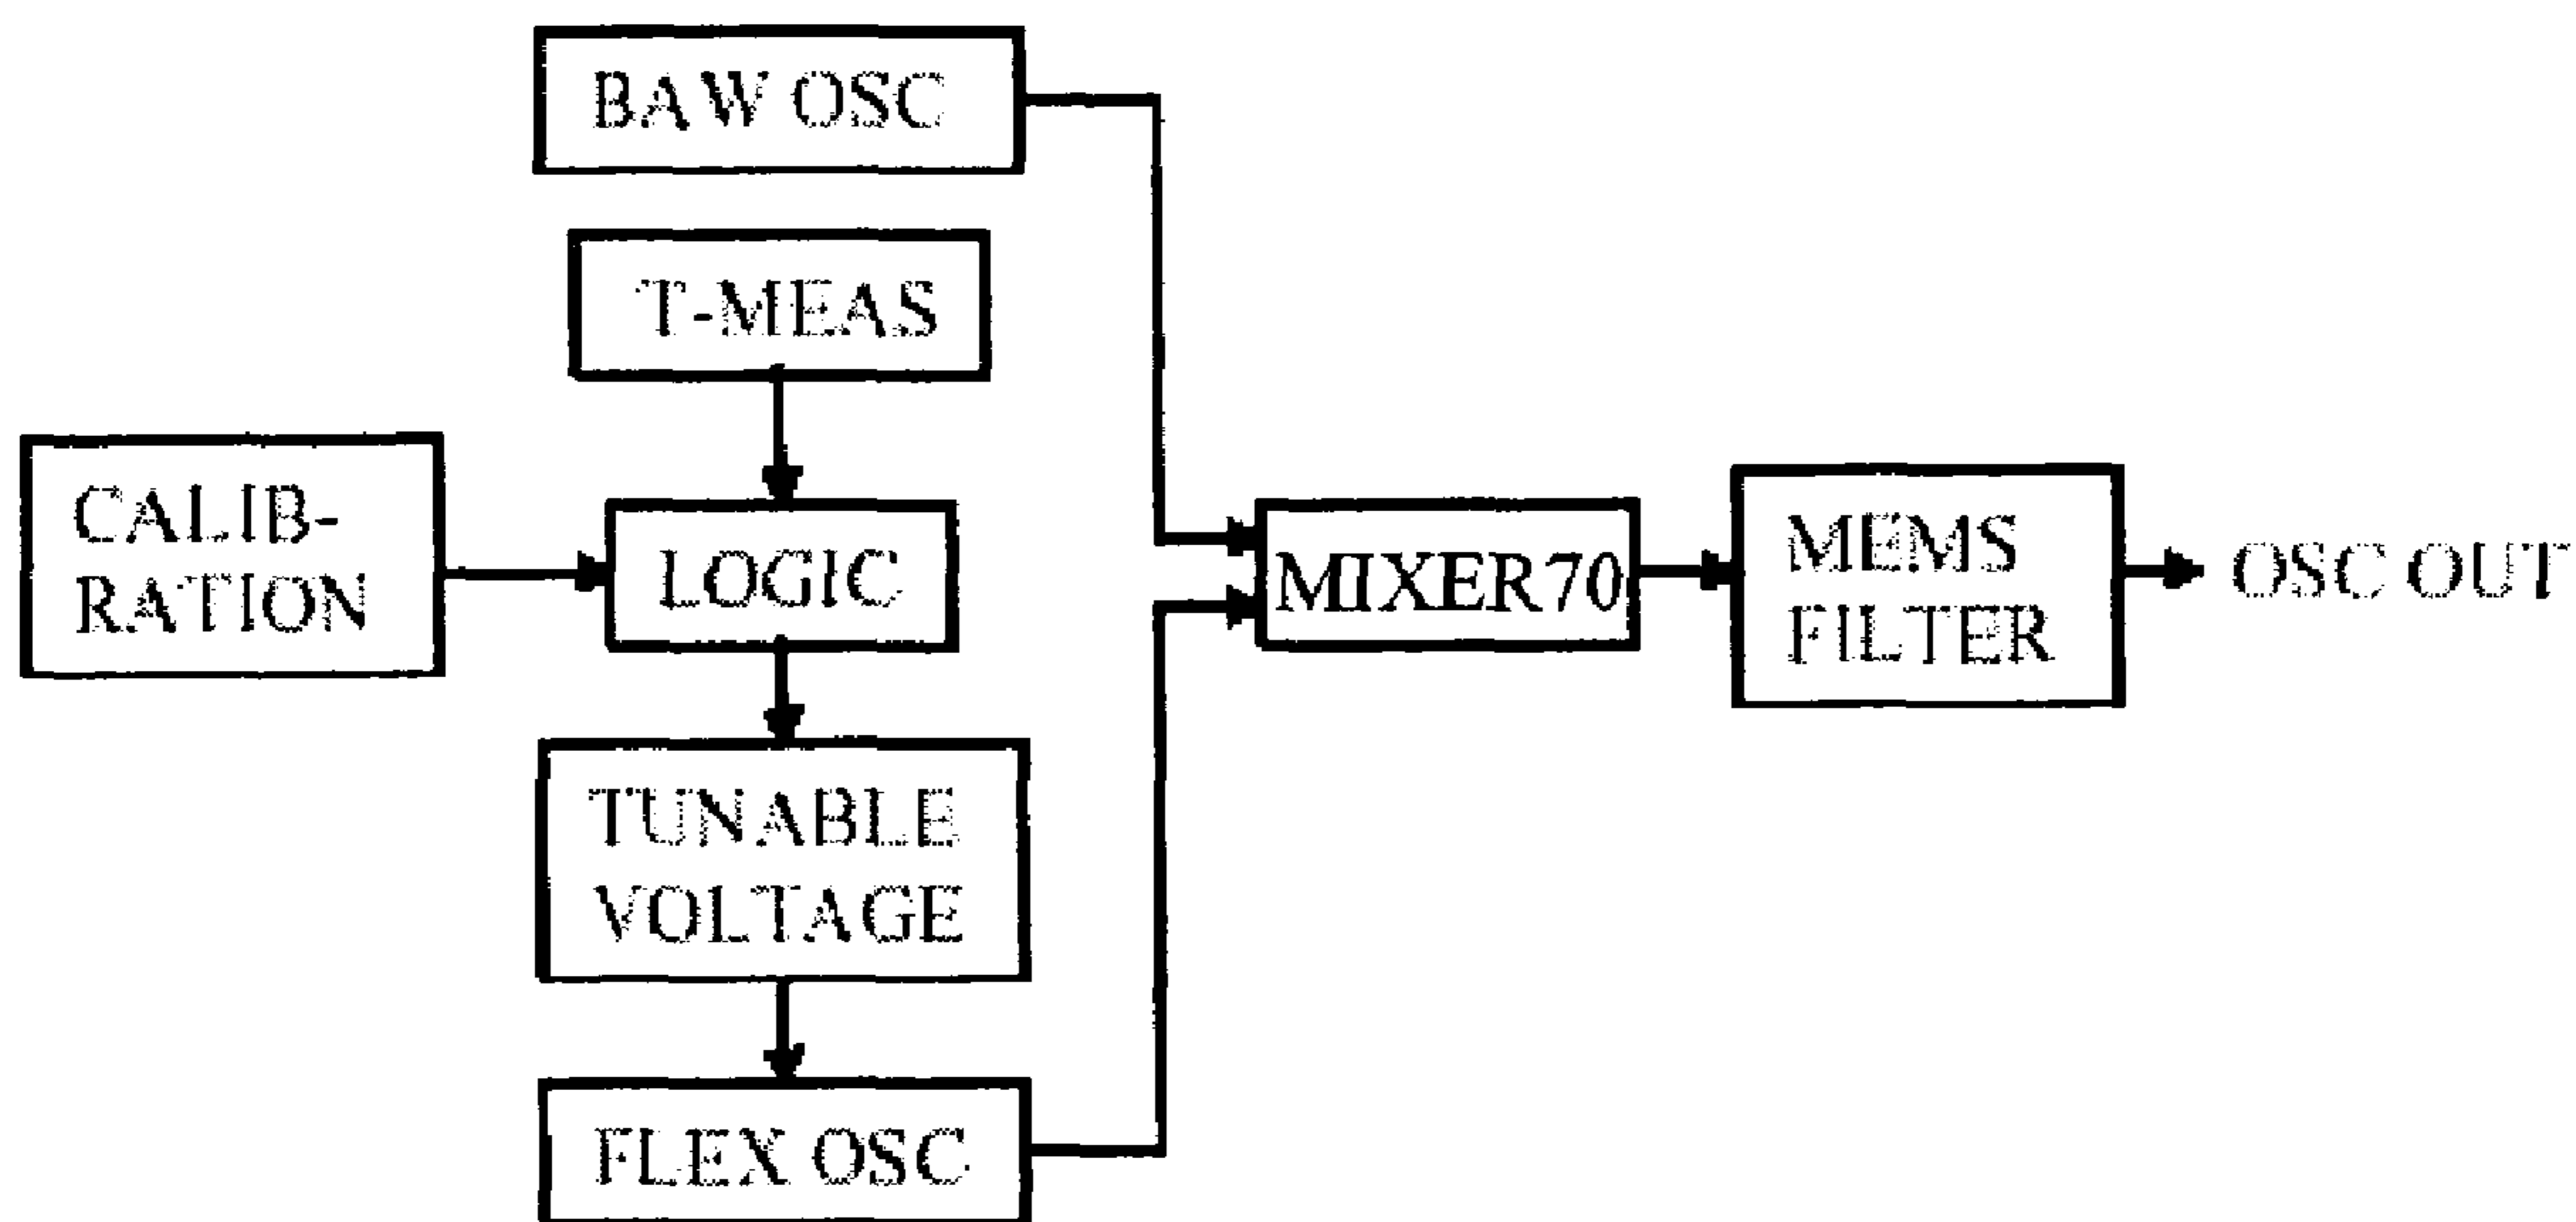 BAW OSC
T-MEAS
CALIB-
RATION
LOGIC
MIXER70
MEMS
FILTER
OSC OUT
TUNABLE
VOLTAGE
FLEX OSC